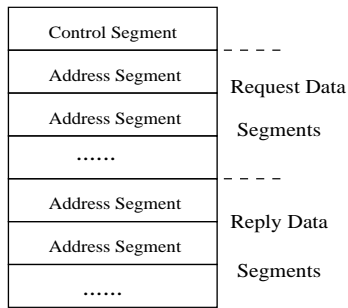 Control Segment
Address Segment
Request Data
Address Segment
Segments
......
Address Segment
Reply Data
Address Segment
Segments
......